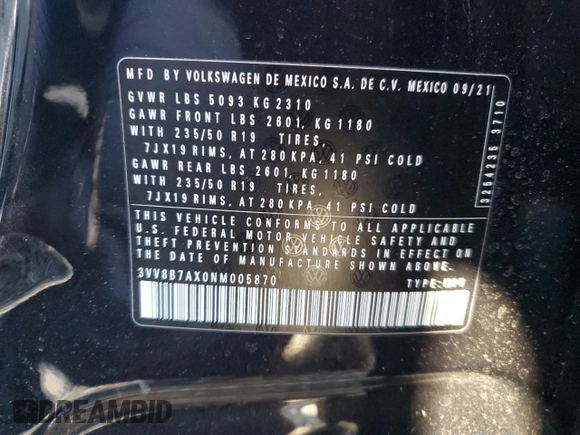 MFD BY VOLKSWAGEN DE MEXICO S.A. DE C.V. MEXICO 09/21
GVWR LBS 5093 KG 2310
GAWR FRONT LBS 2601, KG 1180
WITH 235/50 R19 TIRES,
7JX19 RIMS, AT 280 KPA, 41 PSI COLD
GAWR REAR LBS 2601, KG 1180
WITH 235/50 R19 TIRES,
7JX19 RIMS, AT 280 KPA, 41 PSI COLD
THIS VEHICLE CONFORMS TO ALL APPLICABLE
U.S. FEDERAL MOTOR VEHICLE SAFETY AND
THEFT PREVENTION STANDARDS IN EFFECT ON
THE DATE OF MANUFACTURE SHOWN ABOVE.
3VV8B7AX0NM005870
TYPE: MPV
3254235 3710
DREAMBID